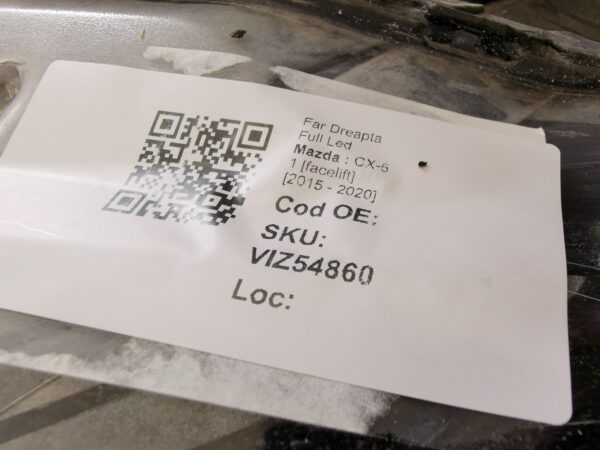 Far Dreapta
Full Led
Mazda : CX-5
1 [facelift]
[2015 - 2020]
Cod OE:
SKU:
VIZ54860
Loc: